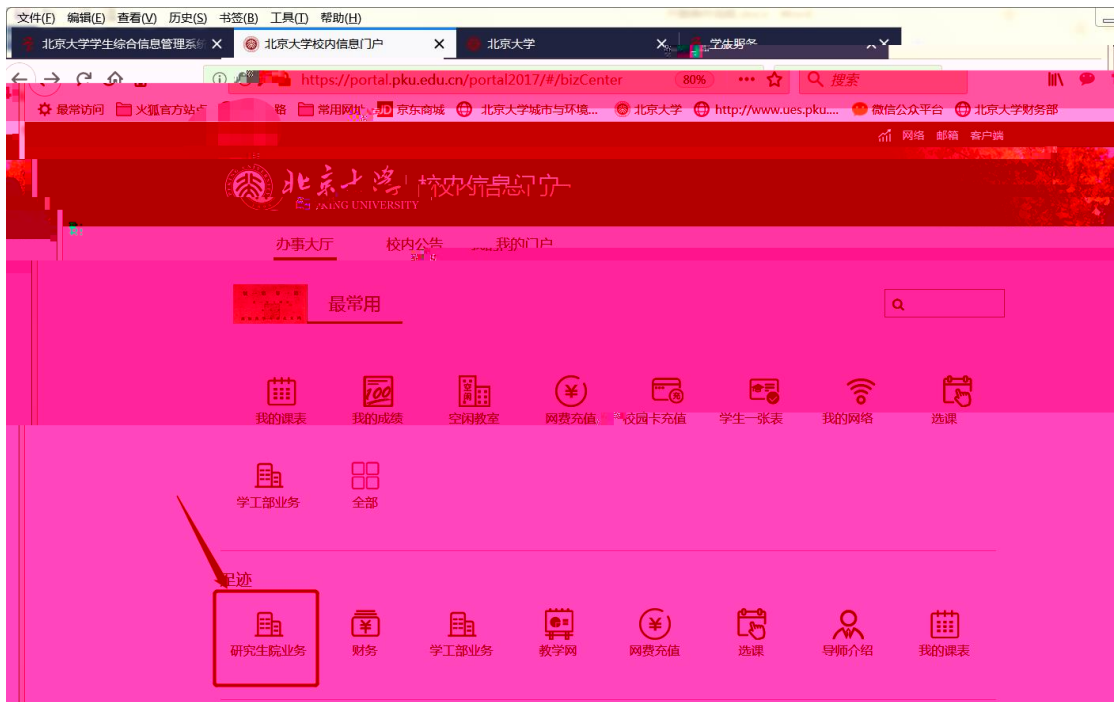 文件(F) 编辑(E) 查看(V) 历史(S) 书签(B) 工具(T) 帮助(H)
北京大学学生综合信息管理系统 北京大学校内信息门户 北京大学
https://portal.pku.edu.cn/portal2017/#/bizCenter 80% 搜索
最常访问 火狐官方站点 常用网址 JD 京东商城 北京大学城市与环境... 北京大学 http://www.ues.pku.... 微信公众平台 北京大学财务部
网络 邮箱 客户端
北京大学 校内信息门户
UNIVERSITY
办事大厅 校内公告 我的门户
最常用
我的课表 我的成绩 空闲教室 网费充值 校园卡充值 学生一张表 我的网络 选课
学工部业务 全部
足迹
研究生院业务 财务 学工部业务 教学网 网费充值 选课 导师介绍 我的课表